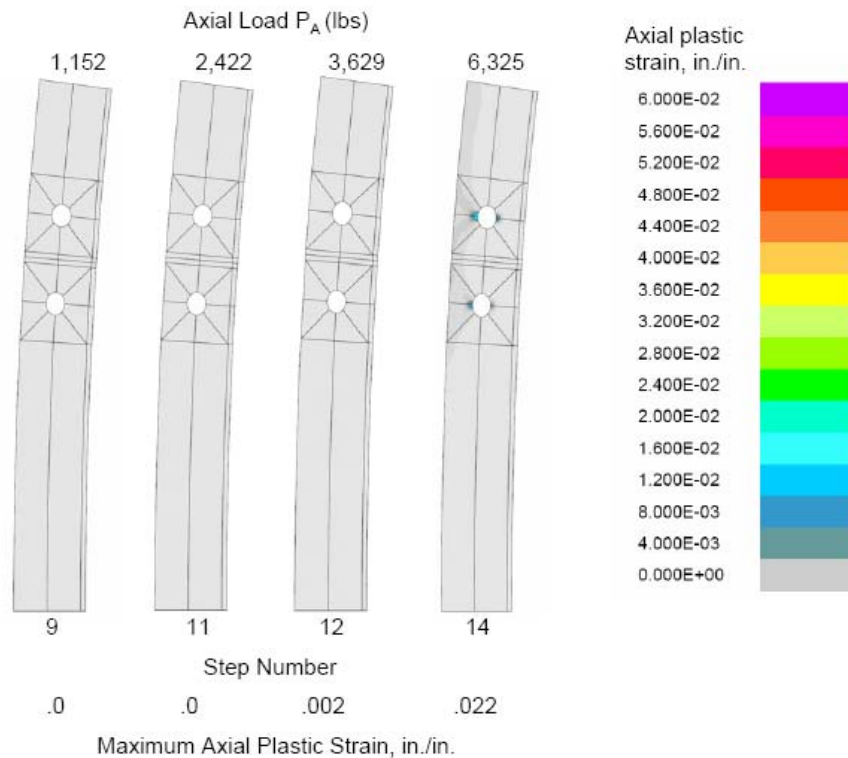 Axial Load P_A (lbs)
1,152 2,422 3,629 6,325
9 11 12 14
Step Number
.0 .0 .002 .022
Maximum Axial Plastic Strain, in./in.
Axial plastic
strain, in./in.
6.000E-02
5.600E-02
5.200E-02
4.800E-02
4.400E-02
4.000E-02
3.600E-02
3.200E-02
2.800E-02
2.400E-02
2.000E-02
1.600E-02
1.200E-02
8.000E-03
4.000E-03
0.000E+00